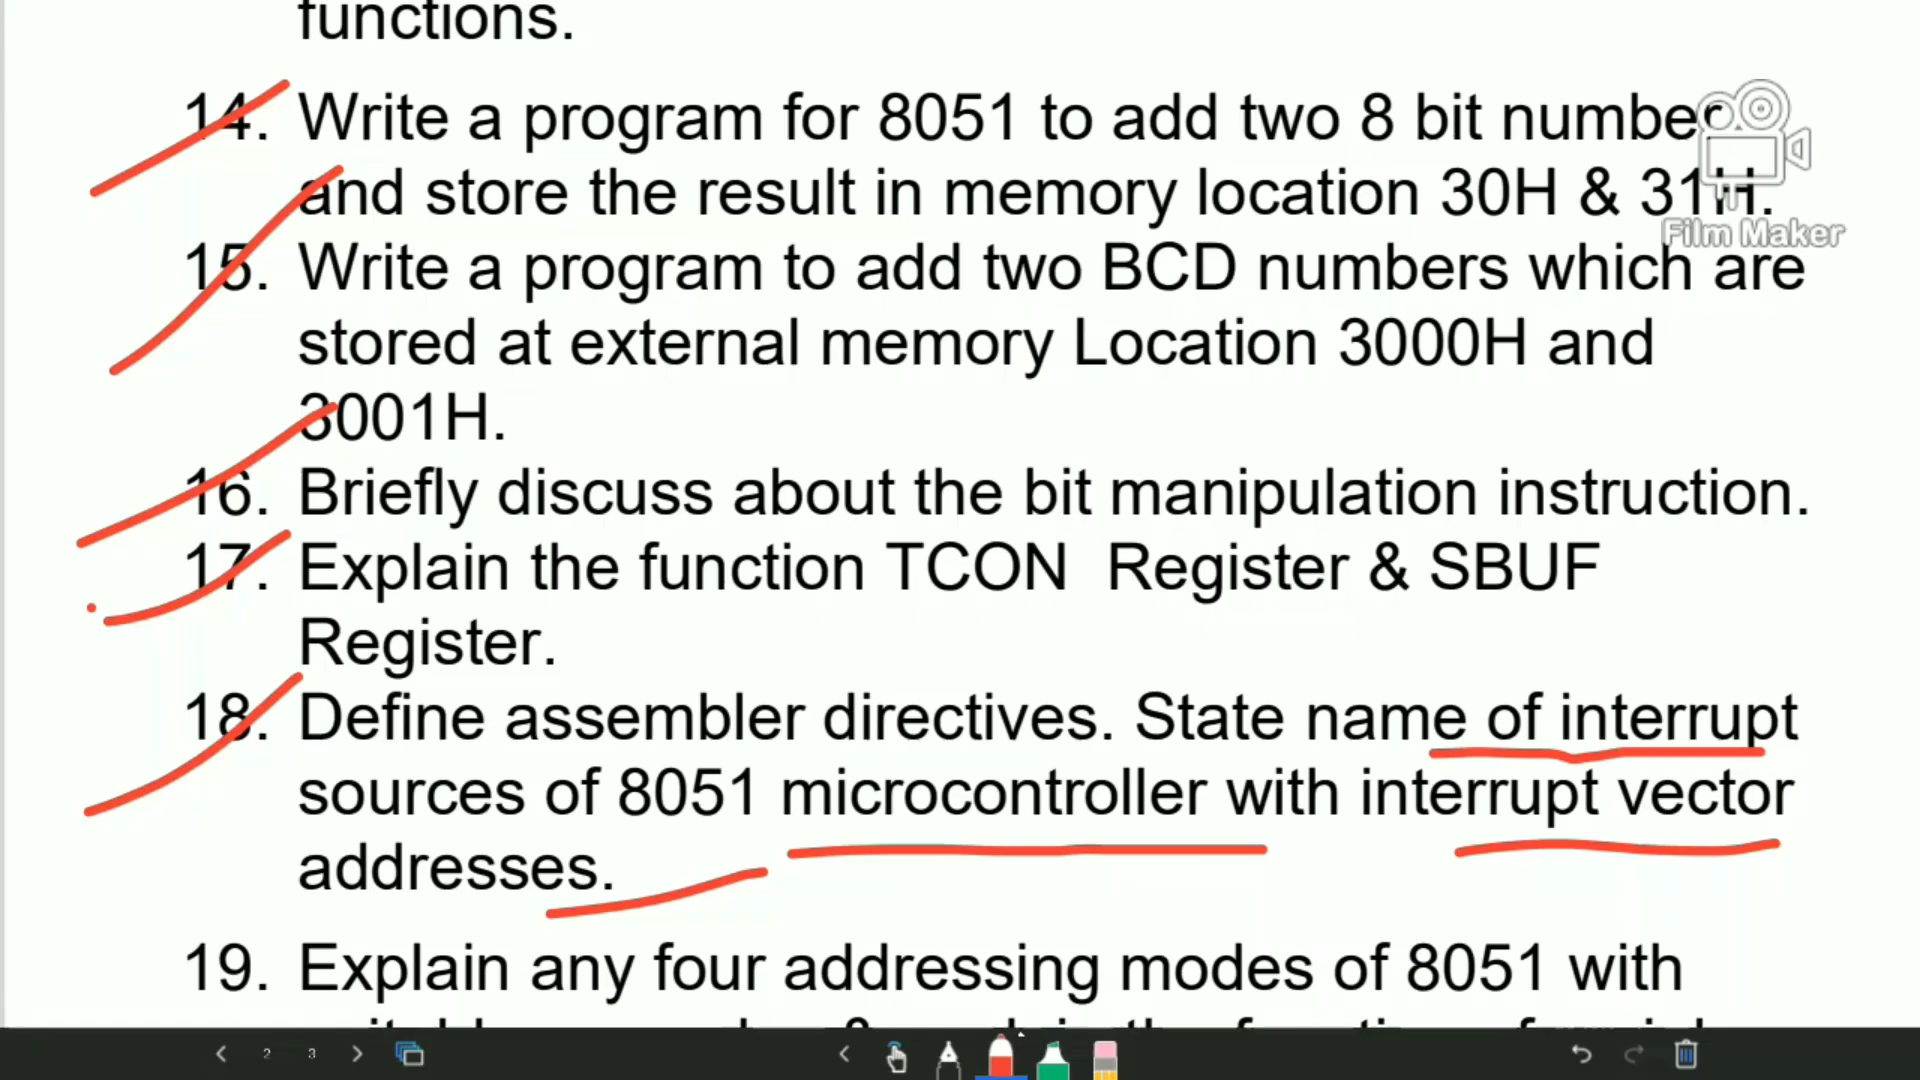 functions.
14. Write a program for 8051 to add two 8 bit number
and store the result in memory location 30H & 31H.
Film Maker
15. Write a program to add two BCD numbers which are
stored at external memory Location 3000H and
3001H.
16. Briefly discuss about the bit manipulation instruction.
17. Explain the function TCON Register & SBUF
Register.
18. Define assembler directives. State name of interrupt
sources of 8051 microcontroller with interrupt vector
addresses.
19. Explain any four addressing modes of 8051 with
2 3